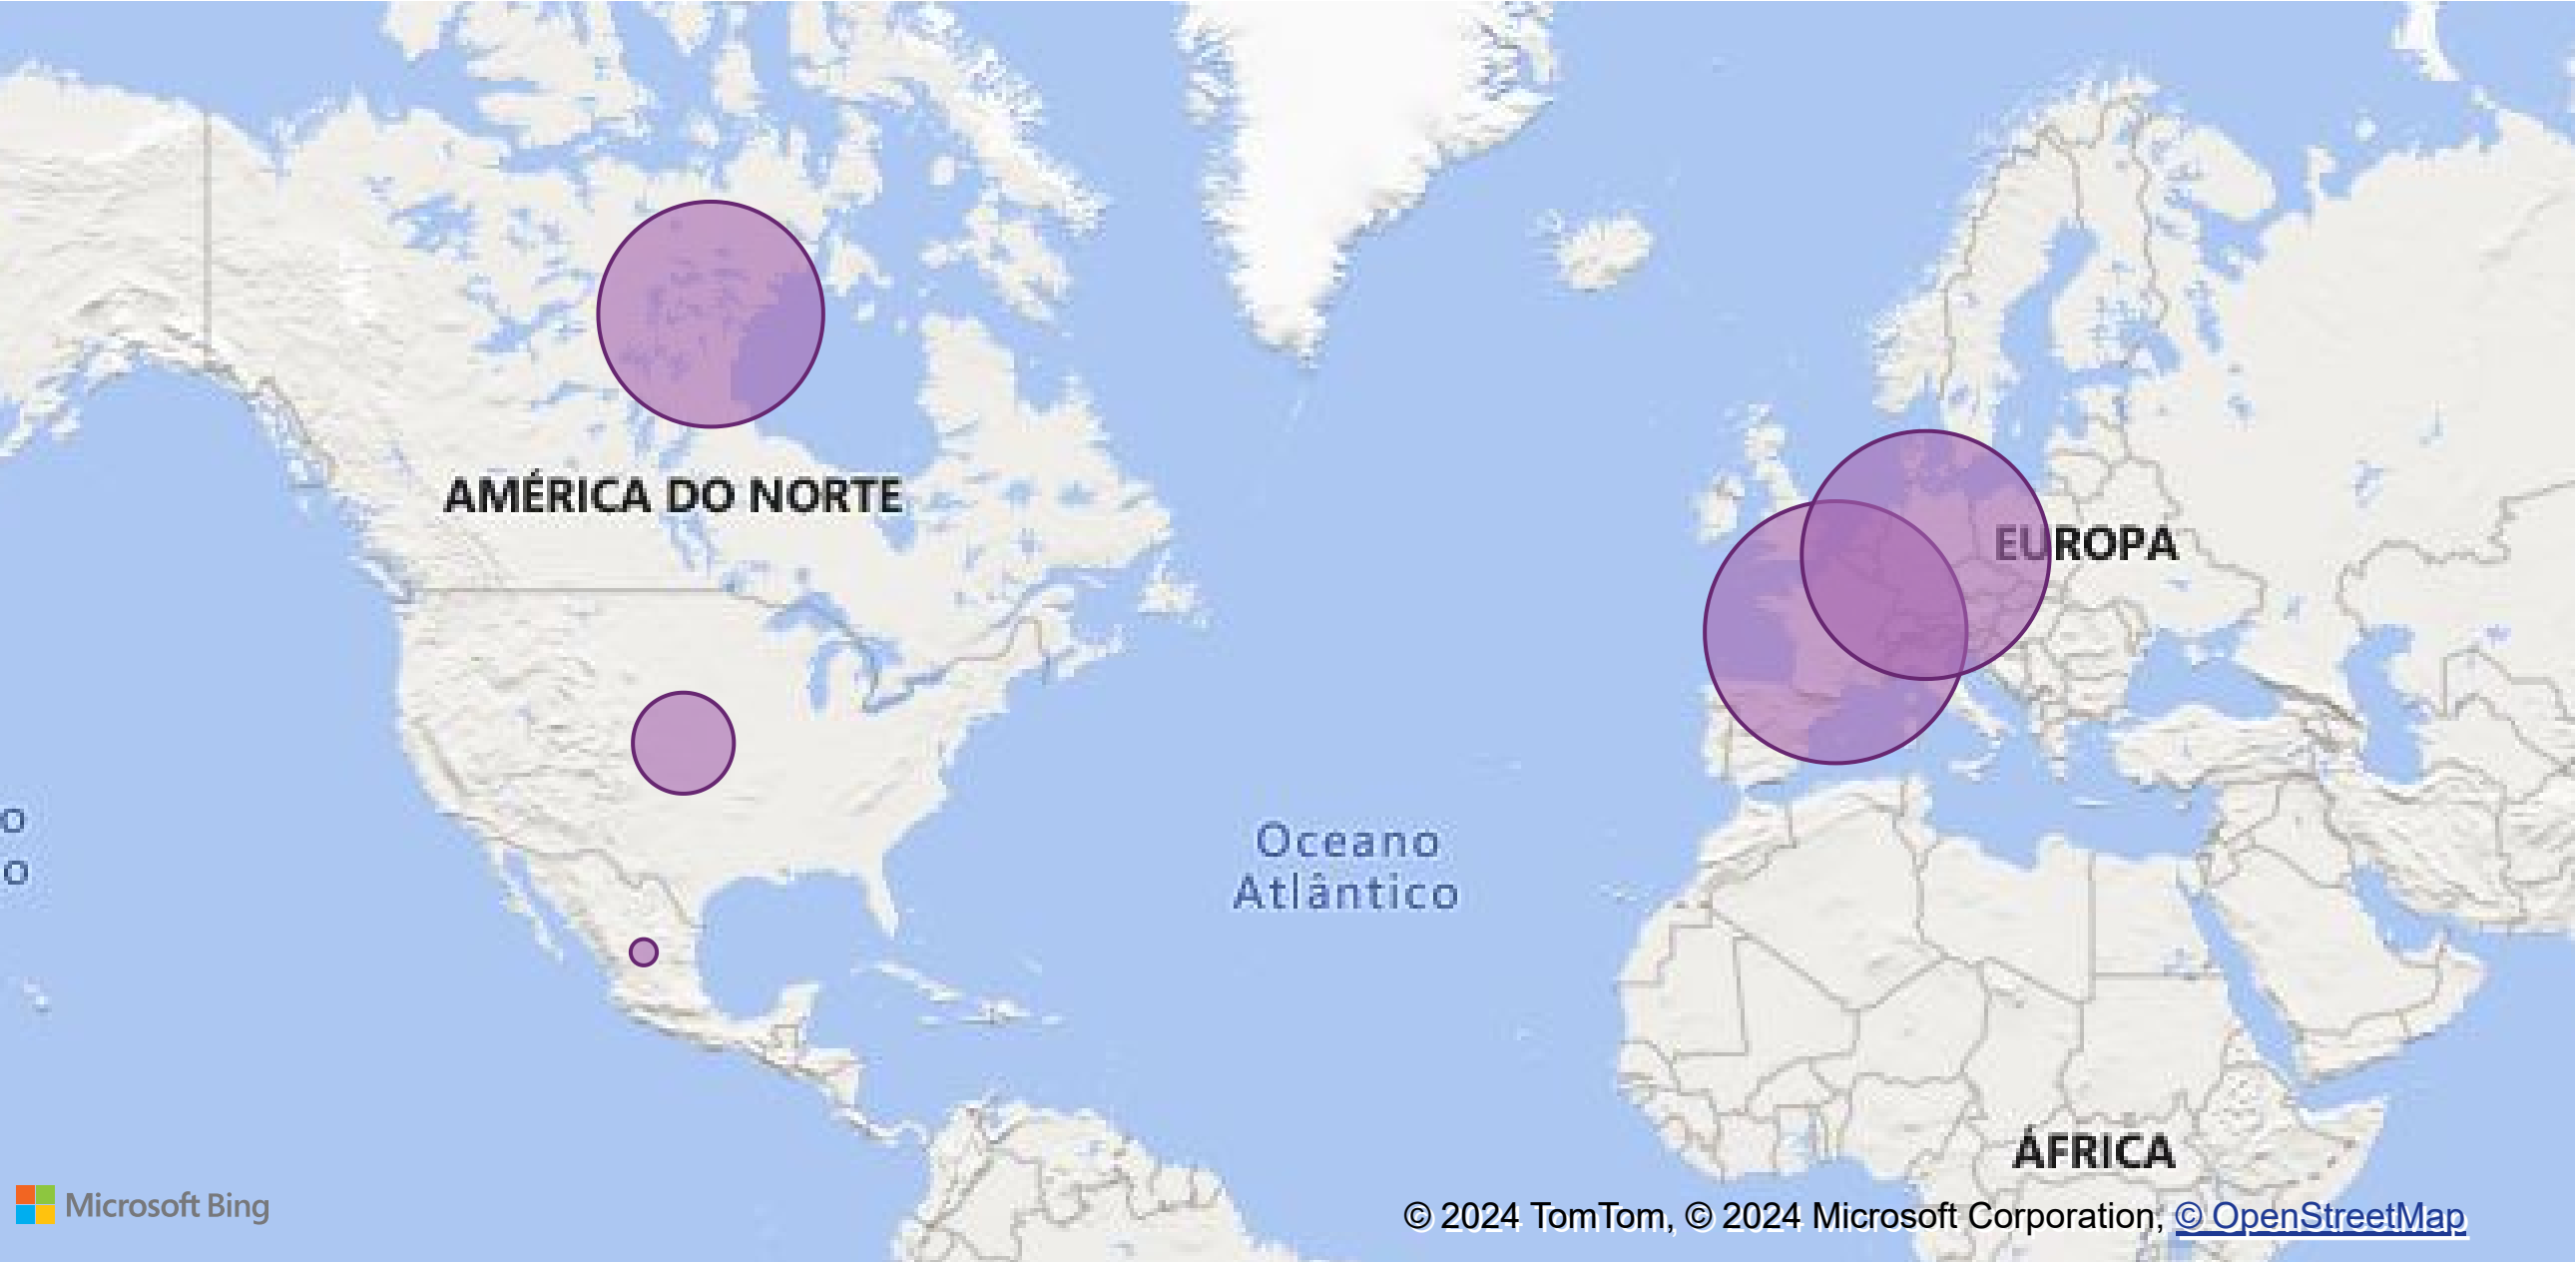 AMÉRICA DO NORTE
EUROPA
o
o
Oceano
Atlântico
ÁFRICA
Microsoft Bing
© 2024 TomTom, © 2024 Microsoft Corporation, © OpenStreetMap